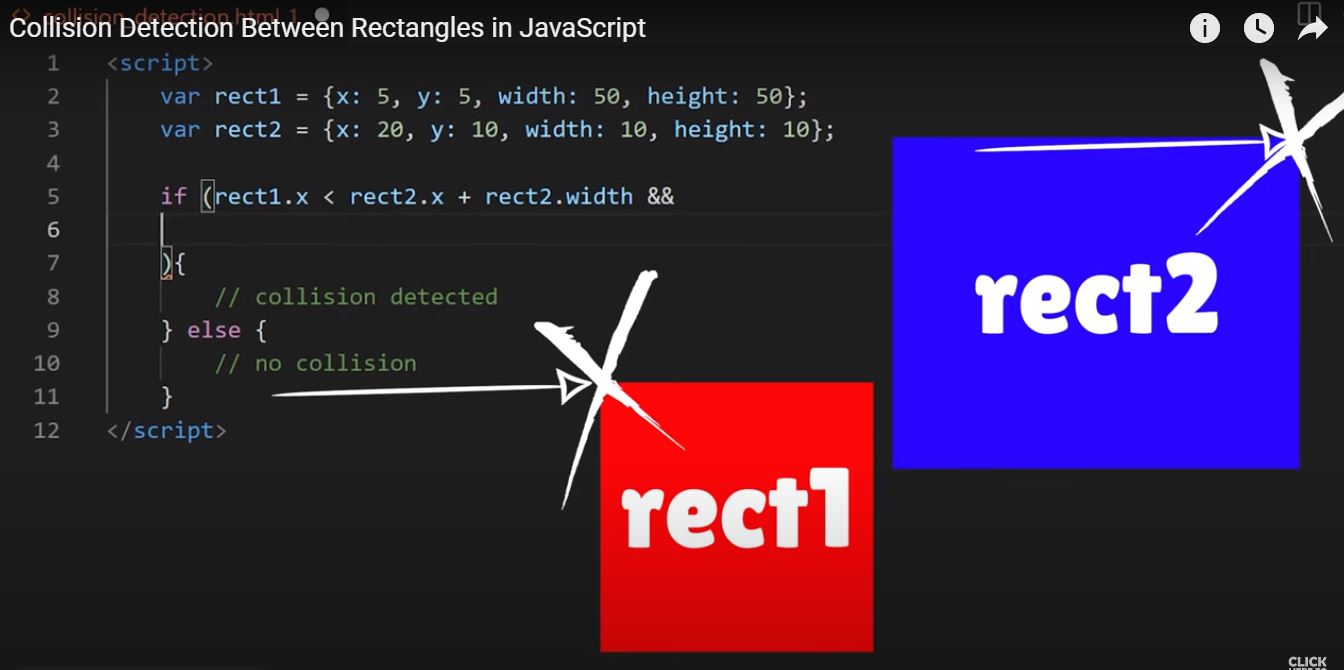 collision_detection.html 1
Collision Detection Between Rectangles in JavaScript
1 <script>
2 var rect1 = {x: 5, y: 5, width: 50, height: 50};
3 var rect2 = {x: 20, y: 10, width: 10, height: 10};
4
5 if (rect1.x < rect2.x + rect2.width &&
6
7 ){
8 // collision detected
9 } else {
10 // no collision
11 }
12 </script>
rect2
rect1
CLICK